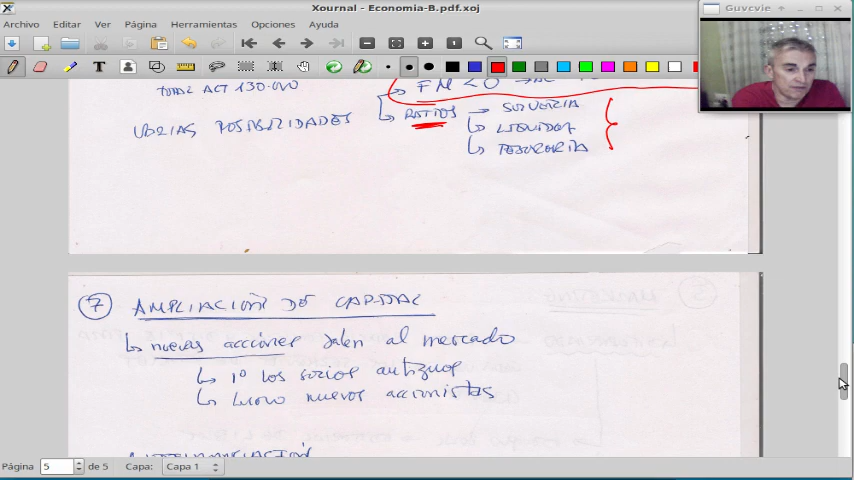 Xournal - Economia-B.pdf.xoj
Guvcvie
Archivo Editar Ver Página Herramientas Opciones Ayuda
TOTAL ACT 130.000
FM < 0 → AC
VARIAS POSIBILIDADES
RATIOS → SOLVENCIA
LIQUIDEZ
TESORERIA
7 AMPLIACIÓN DE CAPITAL
nuevas acciones salen al mercado
1º los socios antiguos
LUEGO nuevos accionistas
Página 5 de 5 Capa: Capa 1